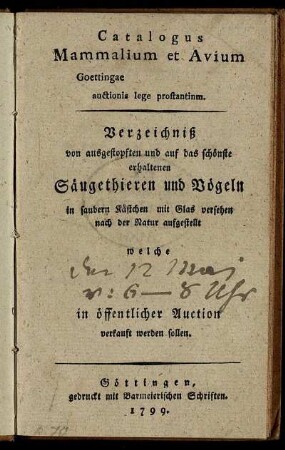 Catalogus
Mammalium et Avium
Goettingae
auctionis lege prostantium.
Verzeichniß
von ausgestopften und auf das schönste
erhaltenen
Säugethieren und Vögeln
in saubern Kästchen mit Glas versehen
nach der Natur aufgestellt
welche
den 12 May
v: 6 — 8 Uhr
in öffentlicher Auction
verkauft werden sollen.
Göttingen,
gedruckt mit Barmeierischen Schriften.
1799.